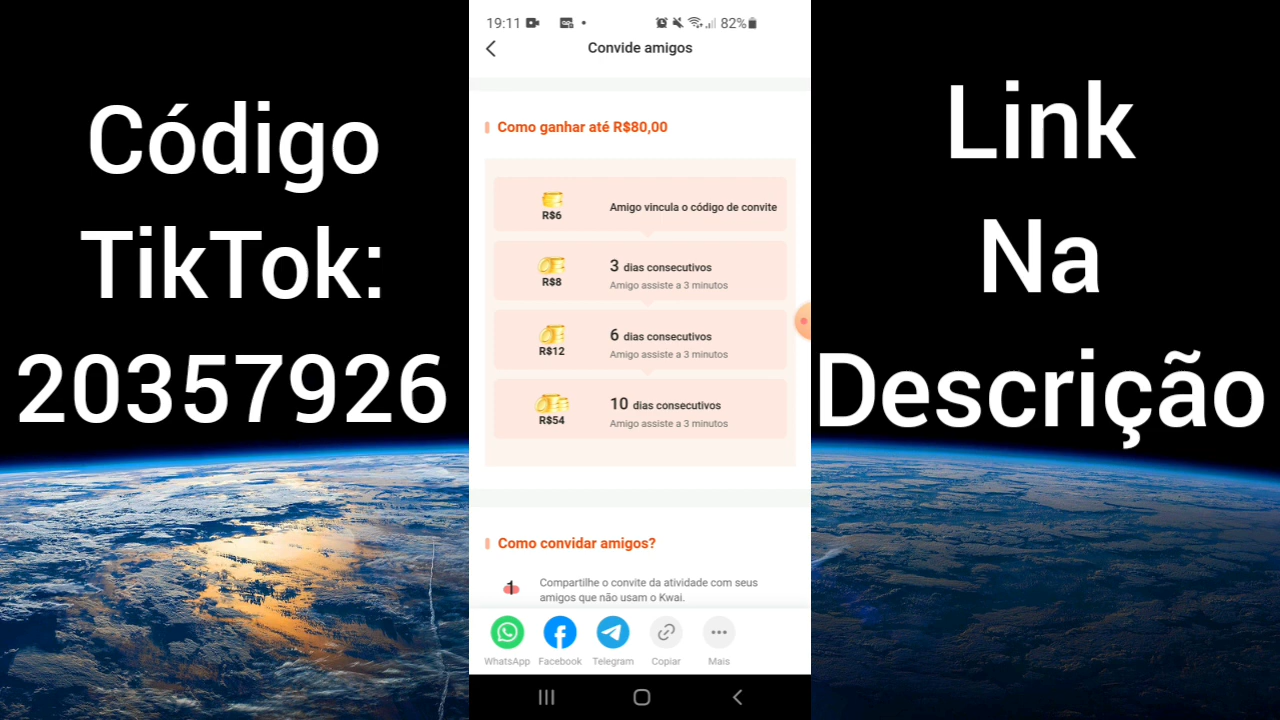 Código
TikTok:
20357926
19:11
82%
Convide amigos
Como ganhar até R$80,00
R$6
Amigo vincula o código de convite
R$8
3 dias consecutivos
Amigo assiste a 3 minutos
R$12
6 dias consecutivos
Amigo assiste a 3 minutos
R$54
10 dias consecutivos
Amigo assiste a 3 minutos
Como convidar amigos?
1
Compartilhe o convite da atividade com seus
amigos que não usam o Kwai.
WhatsApp
Facebook
Telegram
Copiar
Mais
Link
Na
Descrição